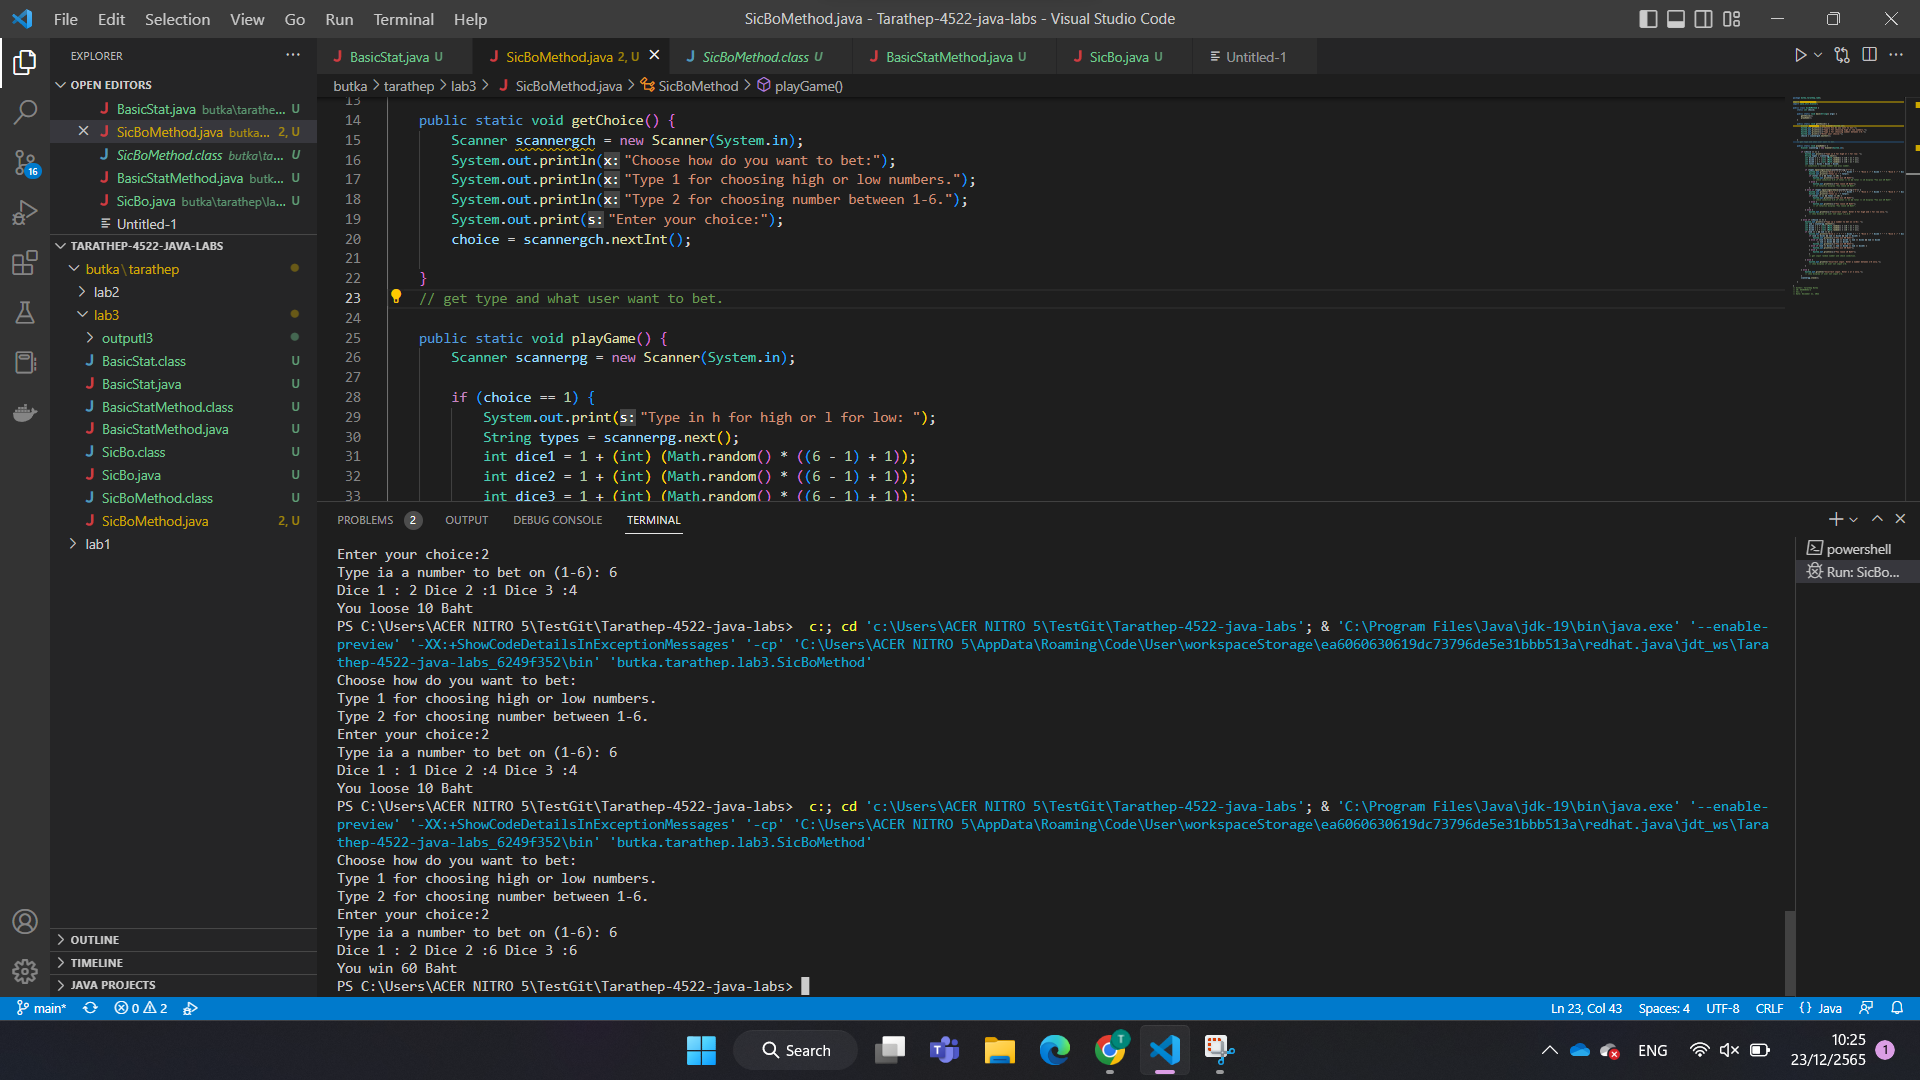 File Edit Selection View Go Run Terminal Help
SicBoMethod.java - Tarathep-4522-java-labs - Visual Studio Code
EXPLORER
OPEN EDITORS
BasicStat.java butka\tarathe... U
SicBoMethod.java butka... 2, U
SicBoMethod.class butka\ta... U
BasicStatMethod.java butk... U
SicBo.java butka\tarathep\la... U
Untitled-1
16
TARATHEP-4522-JAVA-LABS
butka\tarathep
lab2
lab3
outputl3
BasicStat.class U
BasicStat.java U
BasicStatMethod.class U
BasicStatMethod.java U
SicBo.class U
SicBo.java U
SicBoMethod.class U
SicBoMethod.java 2, U
lab1
OUTLINE
TIMELINE
JAVA PROJECTS
BasicStat.java U SicBoMethod.java 2, U SicBoMethod.class U BasicStatMethod.java U SicBo.java U Untitled-1
butka > tarathep > lab3 > SicBoMethod.java > SicBoMethod > playGame()
13
14 public static void getChoice() {
15 Scanner scannergch = new Scanner(System.in);
16 System.out.println(x: "Choose how do you want to bet:");
17 System.out.println(x: "Type 1 for choosing high or low numbers.");
18 System.out.println(x: "Type 2 for choosing number between 1-6.");
19 System.out.print(s: "Enter your choice:");
20 choice = scannergch.nextInt();
21
22 }
23 // get type and what user want to bet.
24
25 public static void playGame() {
26 Scanner scannerpg = new Scanner(System.in);
27
28 if (choice == 1) {
29 System.out.print(s: "Type in h for high or l for low: ");
30 String types = scannerpg.next();
31 int dice1 = 1 + (int) (Math.random() * ((6 - 1) + 1));
32 int dice2 = 1 + (int) (Math.random() * ((6 - 1) + 1));
33 int dice3 = 1 + (int) (Math.random() * ((6 - 1) + 1));
PROBLEMS 2 OUTPUT DEBUG CONSOLE TERMINAL
powershell
Run: SicBo...
Enter your choice:2
Type ia a number to bet on (1-6): 6
Dice 1 : 2 Dice 2 :1 Dice 3 :4
You loose 10 Baht
PS C:\Users\ACER NITRO 5\TestGit\Tarathep-4522-java-labs>  c:; cd 'c:\Users\ACER NITRO 5\TestGit\Tarathep-4522-java-labs'; & 'C:\Program Files\Java\jdk-19\bin\java.exe' '--enable-
preview' '-XX:+ShowCodeDetailsInExceptionMessages' '-cp' 'C:\Users\ACER NITRO 5\AppData\Roaming\Code\User\workspaceStorage\ea6060630619dc73796de5e31bbb513a\redhat.java\jdt_ws\Tara
thep-4522-java-labs_6249f352\bin' 'butka.tarathep.lab3.SicBoMethod'
Choose how do you want to bet:
Type 1 for choosing high or low numbers.
Type 2 for choosing number between 1-6.
Enter your choice:2
Type ia a number to bet on (1-6): 6
Dice 1 : 1 Dice 2 :4 Dice 3 :4
You loose 10 Baht
PS C:\Users\ACER NITRO 5\TestGit\Tarathep-4522-java-labs>  c:; cd 'c:\Users\ACER NITRO 5\TestGit\Tarathep-4522-java-labs'; & 'C:\Program Files\Java\jdk-19\bin\java.exe' '--enable-
preview' '-XX:+ShowCodeDetailsInExceptionMessages' '-cp' 'C:\Users\ACER NITRO 5\AppData\Roaming\Code\User\workspaceStorage\ea6060630619dc73796de5e31bbb513a\redhat.java\jdt_ws\Tara
thep-4522-java-labs_6249f352\bin' 'butka.tarathep.lab3.SicBoMethod'
Choose how do you want to bet:
Type 1 for choosing high or low numbers.
Type 2 for choosing number between 1-6.
Enter your choice:2
Type ia a number to bet on (1-6): 6
Dice 1 : 2 Dice 2 :6 Dice 3 :6
You win 60 Baht
PS C:\Users\ACER NITRO 5\TestGit\Tarathep-4522-java-labs>
main* 0 2 Ln 23, Col 43 Spaces: 4 UTF-8 CRLF {} Java
Search
ENG
10:25
23/12/2565
1